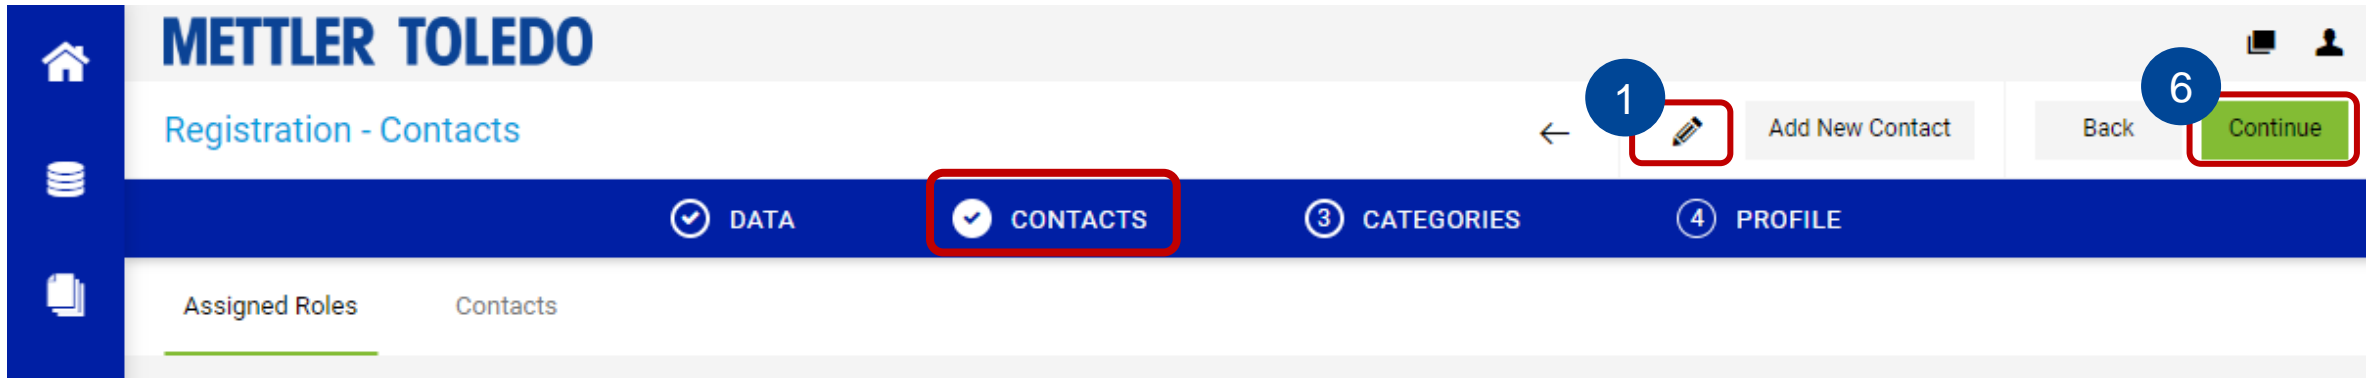 METTLER TOLEDO
Registration - Contacts
1
Add New Contact
Back
6
Continue
DATA
CONTACTS
3 CATEGORIES
4 PROFILE
Assigned Roles
Contacts